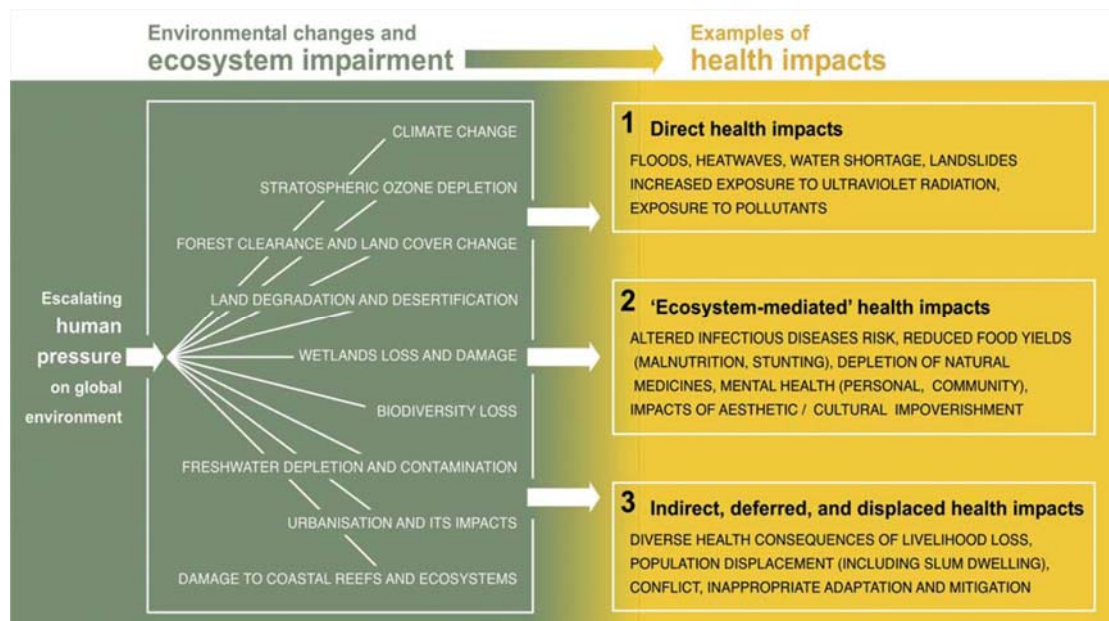 Environmental changes and
ecosystem impairment
Examples of
health impacts
Escalating
human
pressure
on global
environment
CLIMATE CHANGE
STRATOSPHERIC OZONE DEPLETION
FOREST CLEARANCE AND LAND COVER CHANGE
LAND DEGRADATION AND DESERTIFICATION
WETLANDS LOSS AND DAMAGE
BIODIVERSITY LOSS
FRESHWATER DEPLETION AND CONTAMINATION
URBANISATION AND ITS IMPACTS
DAMAGE TO COASTAL REEFS AND ECOSYSTEMS
1 Direct health impacts
FLOODS, HEATWAVES, WATER SHORTAGE, LANDSLIDES
INCREASED EXPOSURE TO ULTRAVIOLET RADIATION,
EXPOSURE TO POLLUTANTS
2 ‘Ecosystem-mediated’ health impacts
ALTERED INFECTIOUS DISEASES RISK, REDUCED FOOD YIELDS
(MALNUTRITION, STUNTING), DEPLETION OF NATURAL
MEDICINES, MENTAL HEALTH (PERSONAL, COMMUNITY),
IMPACTS OF AESTHETIC / CULTURAL IMPOVERISHMENT
3 Indirect, deferred, and displaced health impacts
DIVERSE HEALTH CONSEQUENCES OF LIVELIHOOD LOSS,
POPULATION DISPLACEMENT (INCLUDING SLUM DWELLING),
CONFLICT, INAPPROPRIATE ADAPTATION AND MITIGATION